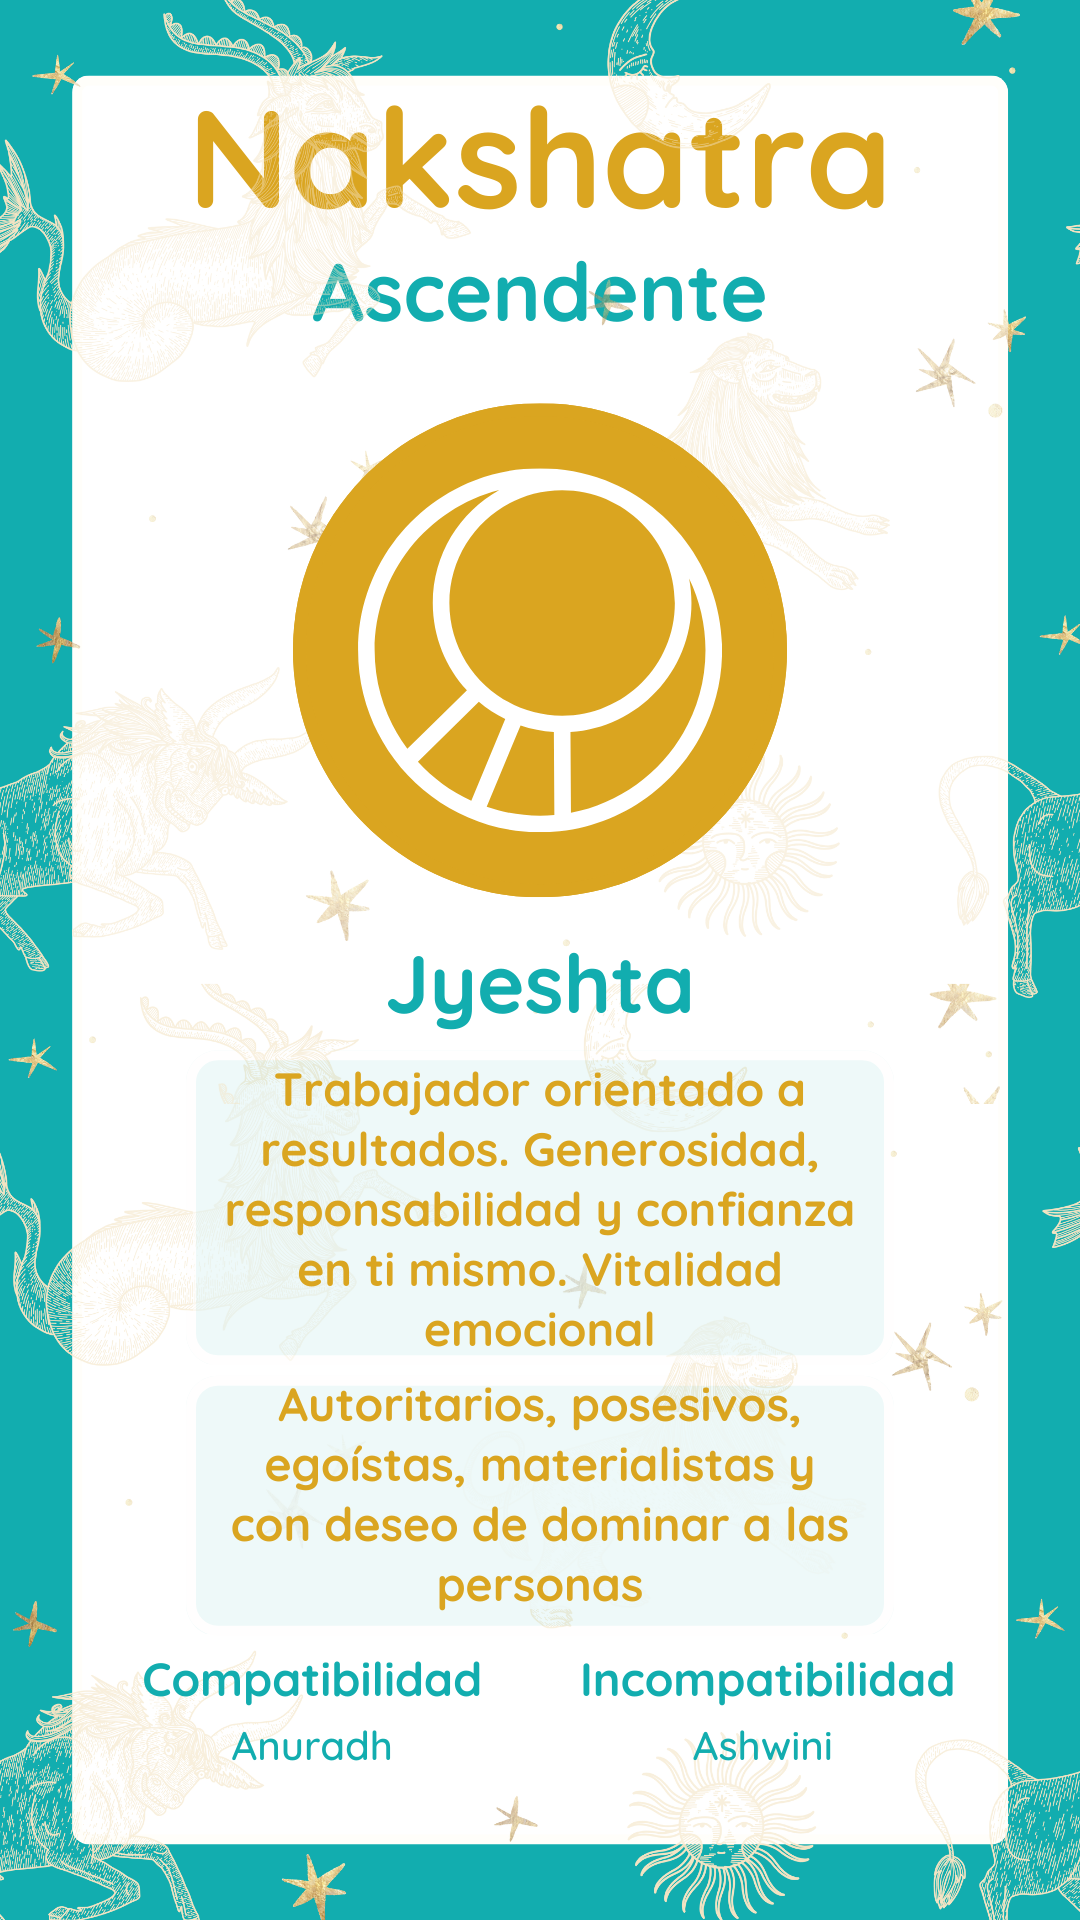 Nakshatra
Ascendente
Jyeshta
Trabajador orientado a
resultados. Generosidad,
responsabilidad y confianza
en ti mismo. Vitalidad
emocional
Autoritarios, posesivos,
egoístas, materialistas y
con deseo de dominar a las
personas
Compatibilidad
Anuradh
Incompatibilidad
Ashwini